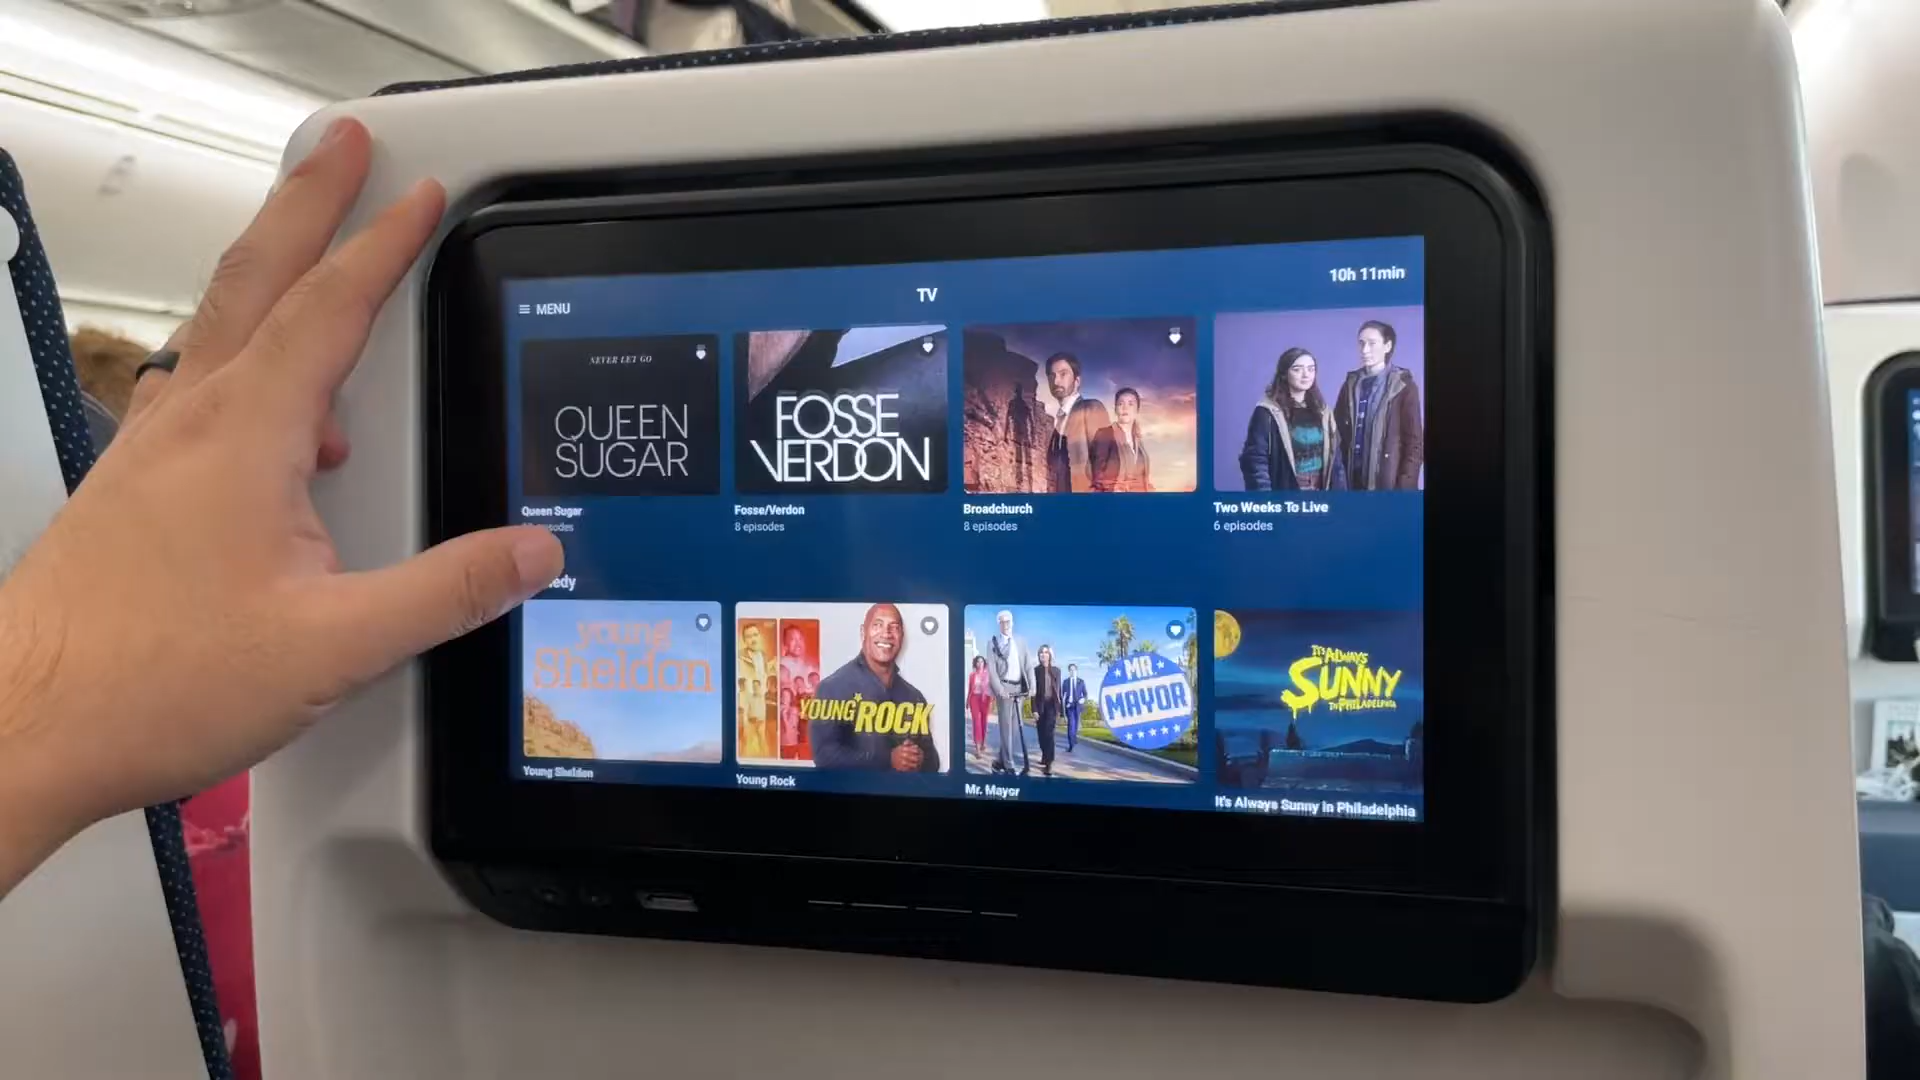 10h 11min
TV
MENU
NEVER LET GO
QUEEN
SUGAR
FOSSE
VERDON
Queen Sugar
Fosse/Verdon
8 episodes
Broadchurch
8 episodes
Two Weeks To Live
6 episodes
young
Sheldon
YOUNG ROCK
MR.
MAYOR
IT'S ALWAYS
SUNNY
IN PHILADELPHIA
Young Sheldon
Young Rock
Mr. Mayor
It's Always Sunny in Philadelphia